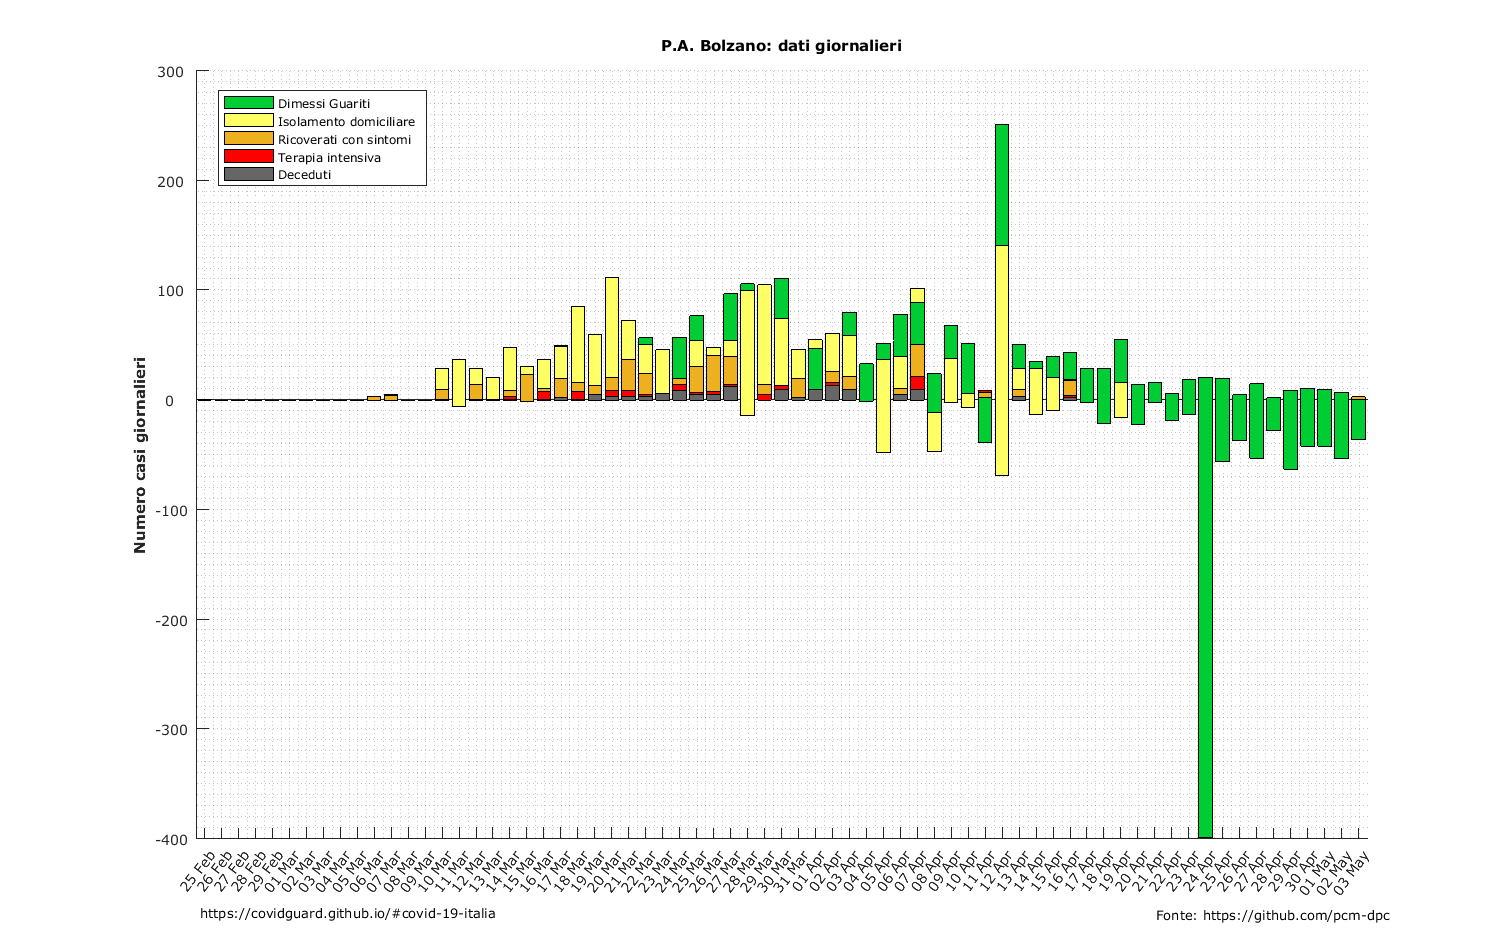 P.A. Bolzano: dati giornalieri
300
200
100
0
-100
-200
-300
-400
Numero casi giornalieri
Dimessi Guariti
Isolamento domiciliare
Ricoverati con sintomi
Terapia intensiva
Deceduti
25 Feb
26 Feb
27 Feb
28 Feb
29 Feb
01 Mar
02 Mar
03 Mar
04 Mar
05 Mar
06 Mar
07 Mar
08 Mar
09 Mar
10 Mar
11 Mar
12 Mar
13 Mar
14 Mar
15 Mar
16 Mar
17 Mar
18 Mar
19 Mar
20 Mar
21 Mar
22 Mar
23 Mar
24 Mar
25 Mar
26 Mar
27 Mar
28 Mar
29 Mar
30 Mar
31 Mar
01 Apr
02 Apr
03 Apr
04 Apr
05 Apr
06 Apr
07 Apr
08 Apr
09 Apr
10 Apr
11 Apr
12 Apr
13 Apr
14 Apr
15 Apr
16 Apr
17 Apr
18 Apr
19 Apr
20 Apr
21 Apr
22 Apr
23 Apr
24 Apr
25 Apr
26 Apr
27 Apr
28 Apr
29 Apr
30 Apr
01 May
02 May
03 May
https://covidguard.github.io/#covid-19-italia
Fonte: https://github.com/pcm-dpc